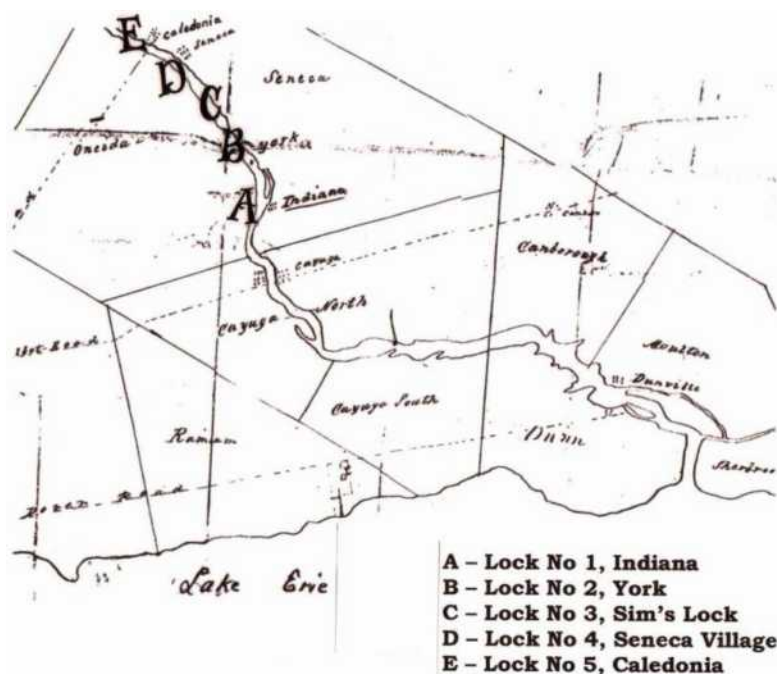 E
caledonia
seneca
D
Seneca
C
B
york
Oneida
A
Indiana
Canborough
cayuga
Cayuga North
Moulton
Dunville
Cayuga South
Dunn
Rainham
Road
Lake Erie
A – Lock No 1, Indiana
B – Lock No 2, York
C – Lock No 3, Sim's Lock
D – Lock No 4, Seneca Village
E – Lock No 5, Caledonia